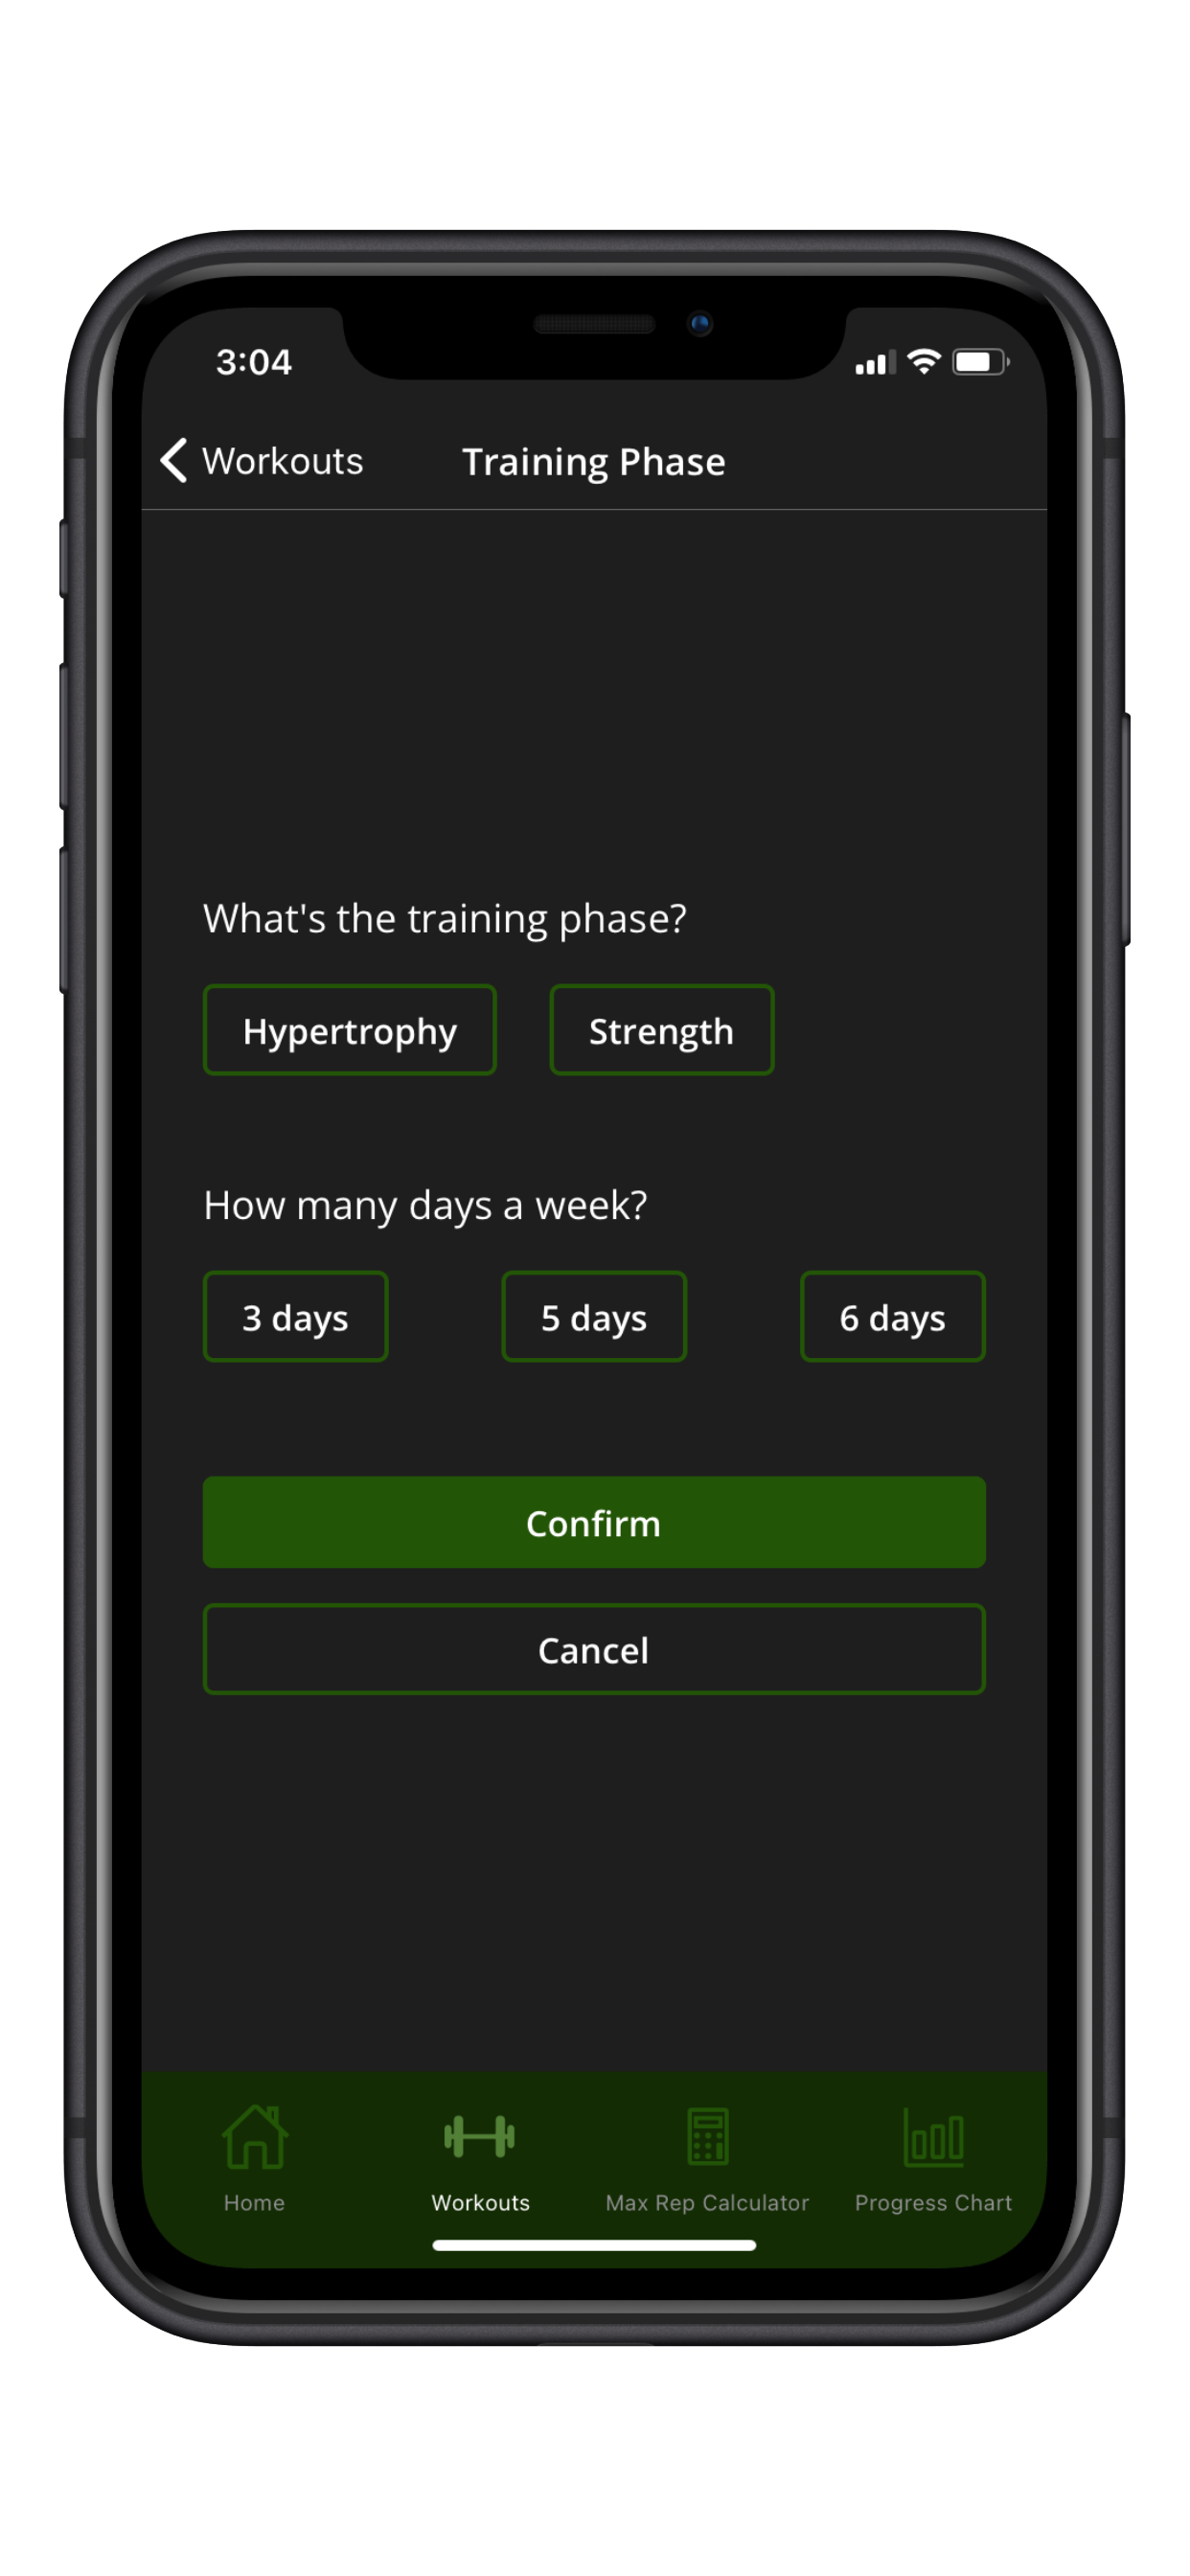 3:04
Workouts
Training Phase
What's the training phase?
Hypertrophy
Strength
How many days a week?
3 days
5 days
6 days
Confirm
Cancel
Home
Workouts
Max Rep Calculator
Progress Chart